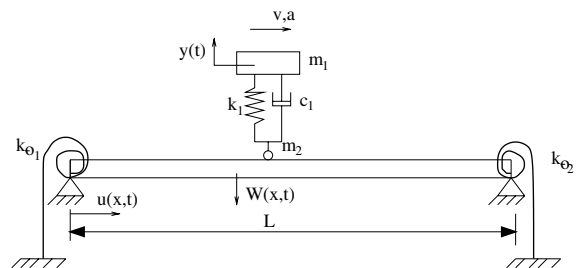 v,a
y(t)
m₁
k₁
c₁
m₂
kΘ₁
kΘ₂
u(x,t)
W(x,t)
L